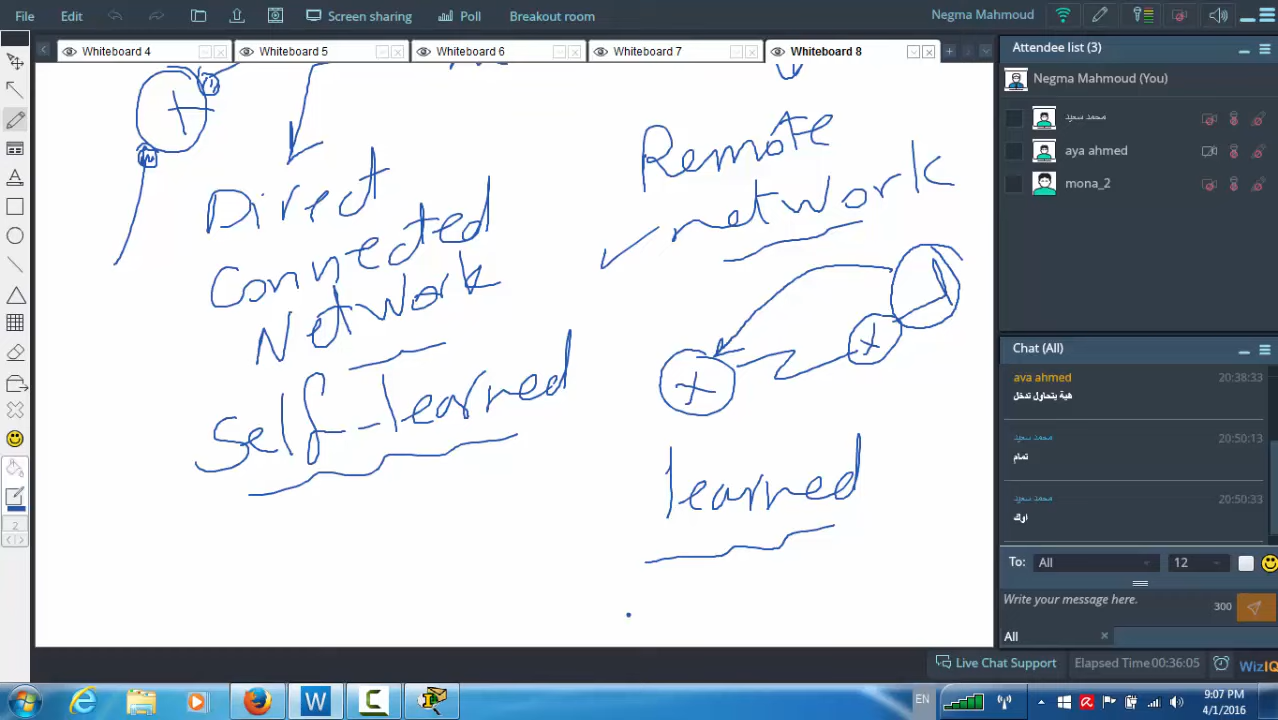 File Edit Screen sharing Poll Breakout room Negma Mahmoud
Whiteboard 4 Whiteboard 5 Whiteboard 6 Whiteboard 7 Whiteboard 8
Direct
Connected
Network
Self-learned
Remote
network
learned
Attendee list (3)
Negma Mahmoud (You)
محمد سعيد
aya ahmed
mona_2
Chat (All)
aya ahmed 20:38:33
هية بتحاول تدخل
محمد سعيد 20:50:13
تمام
محمد سعيد 20:50:33
اوك
To: All 12
Write your message here. 300
All
Live Chat Support Elapsed Time 00:36:05 WizIQ
2
W EN 9:07 PM
4/1/2016